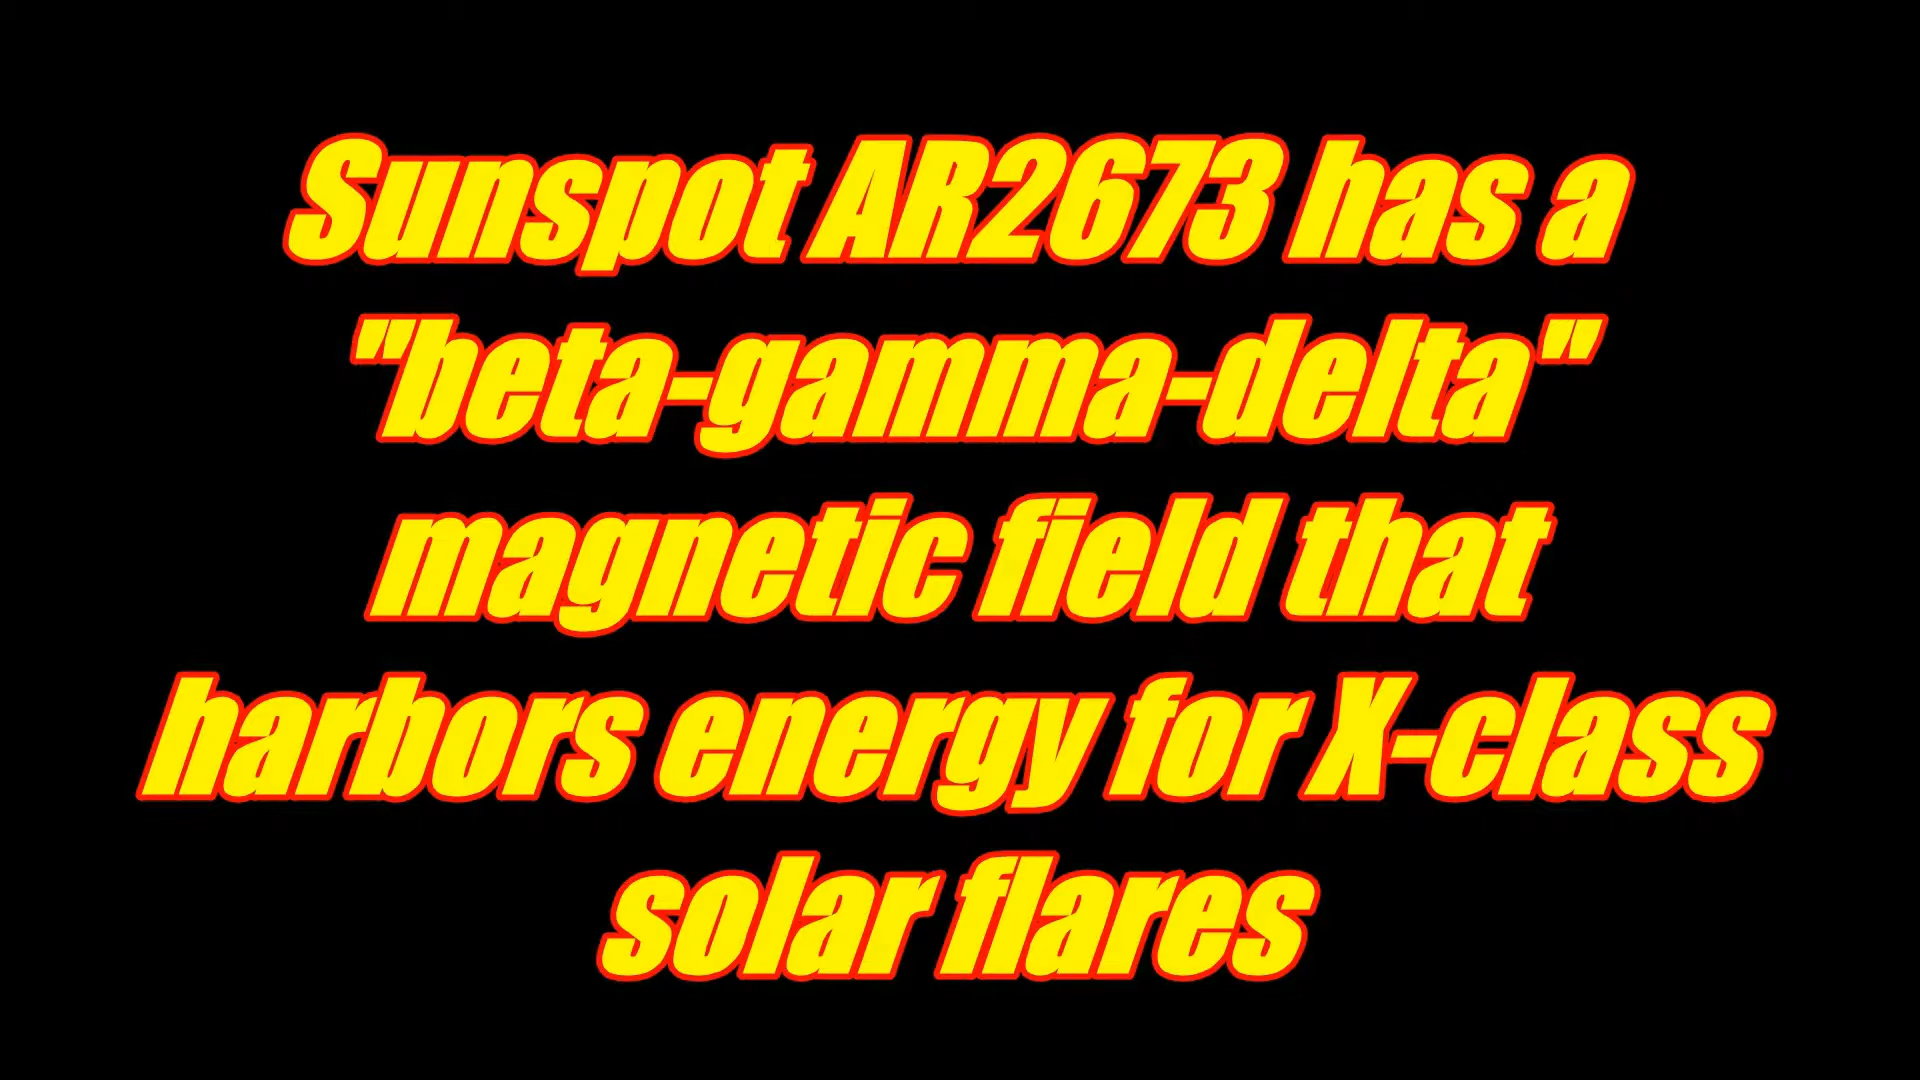 Sunspot AR2673 has a
"beta-gamma-delta"
magnetic field that
harbors energy for X-class
solar flares